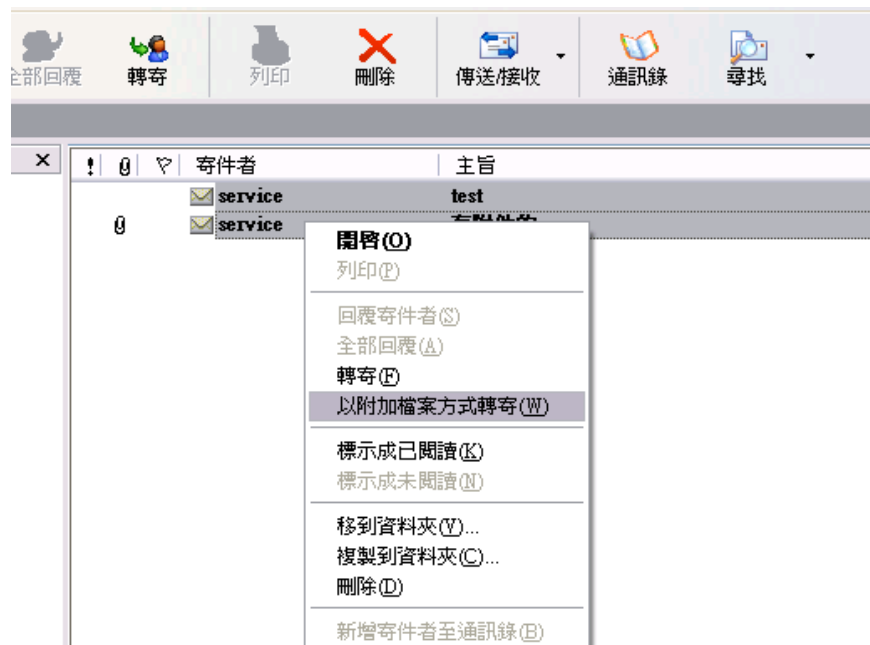 全部回覆 轉寄 列印 刪除 傳送/接收 通訊錄 尋找
寄件者 主旨
service test
service 有附件的
開啓(O)
列印(P)
回覆寄件者(S)
全部回覆(A)
轉寄(F)
以附加檔案方式轉寄(W)
標示成已閱讀(K)
標示成未閱讀(N)
移到資料夾(V)...
複製到資料夾(C)...
刪除(D)
新增寄件者至通訊錄(B)